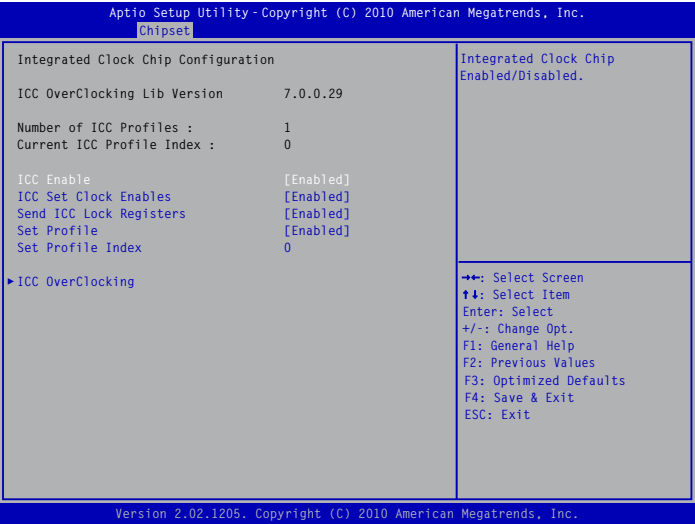 Aptio Setup Utility - Copyright (C) 2010 American Megatrends, Inc.
Chipset
Integrated Clock Chip Configuration
ICC OverClocking Lib Version 7.0.0.29
Number of ICC Profiles : 1
Current ICC Profile Index : 0
ICC Enable [Enabled]
ICC Set Clock Enables [Enabled]
Send ICC Lock Registers [Enabled]
Set Profile [Enabled]
Set Profile Index 0
►ICC OverClocking
Integrated Clock Chip
Enabled/Disabled.
→←: Select Screen
↑↓: Select Item
Enter: Select
+/-: Change Opt.
F1: General Help
F2: Previous Values
F3: Optimized Defaults
F4: Save & Exit
ESC: Exit
Version 2.02.1205. Copyright (C) 2010 American Megatrends, Inc.